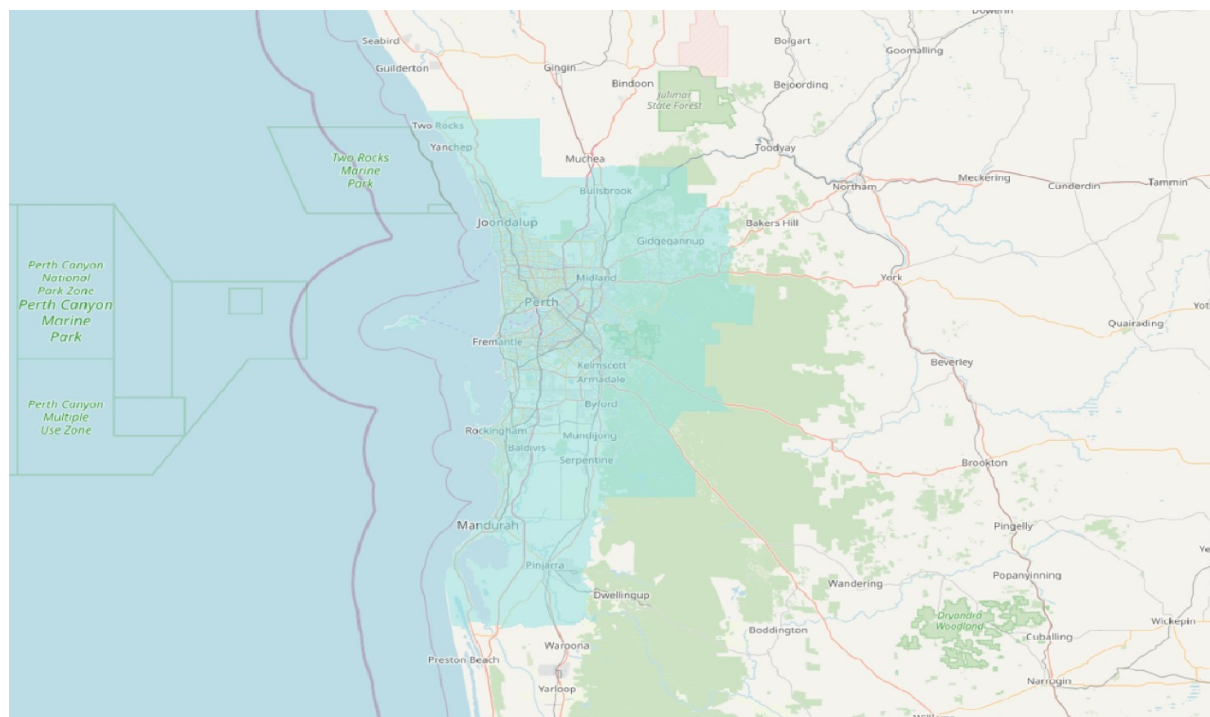 Dowerin
Seabird
Bolgart
Goomalling
Guilderton
Gingin
Bindoon
Bejoording
Julimar
State Forest
Two Rocks
Yanchep
Muchea
Toodyay
Two Rocks
Marine
Park
Bullsbrook
Northam
Meckering
Cunderdin
Tammin
Joondalup
Bakers Hill
Gidgegannup
Perth Canyon
National
Park Zone
Perth Canyon
Marine
Park
Midland
York
Perth
Quairading
Fremantle
Kelmscott
Armadale
Beverley
Byford
Perth Canyon
Multiple
Use Zone
Rockingham
Baldivis
Mundijong
Serpentine
Brookton
Mandurah
Pingelly
Pinjarra
Popanyinning
Wandering
Dwellingup
Dryandra
Woodland
Wickepin
Boddington
Cuballing
Waroona
Preston Beach
Yarloop
Narrogin